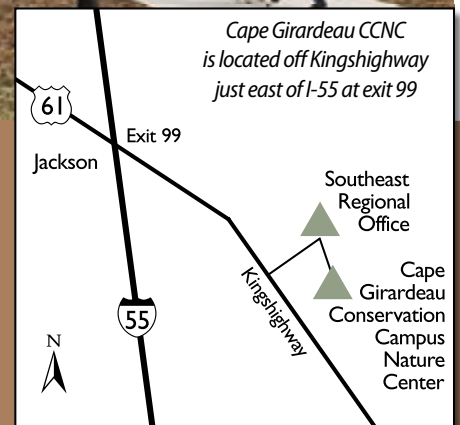 Cape Girardeau CCNC
is located off Kingshighway
just east of I-55 at exit 99
61
Exit 99
Jackson
Southeast
Regional
Office
Kingshighway
Cape
Girardeau
Conservation
Campus
Nature
Center
55
N